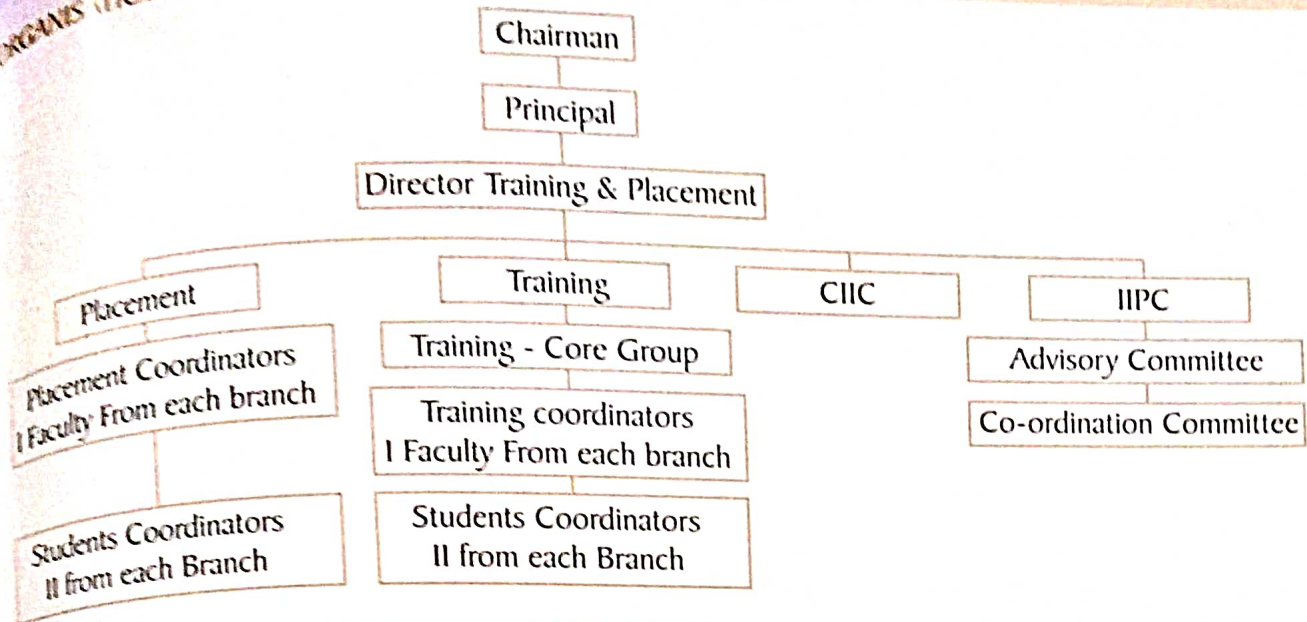 Chairman
Principal
Director Training & Placement
Placement
Training
CIIC
IIPC
Placement Coordinators
I Faculty From each branch
Training - Core Group
Advisory Committee
Training coordinators
I Faculty From each branch
Co-ordination Committee
Students Coordinators
II from each Branch
Students Coordinators
II from each Branch